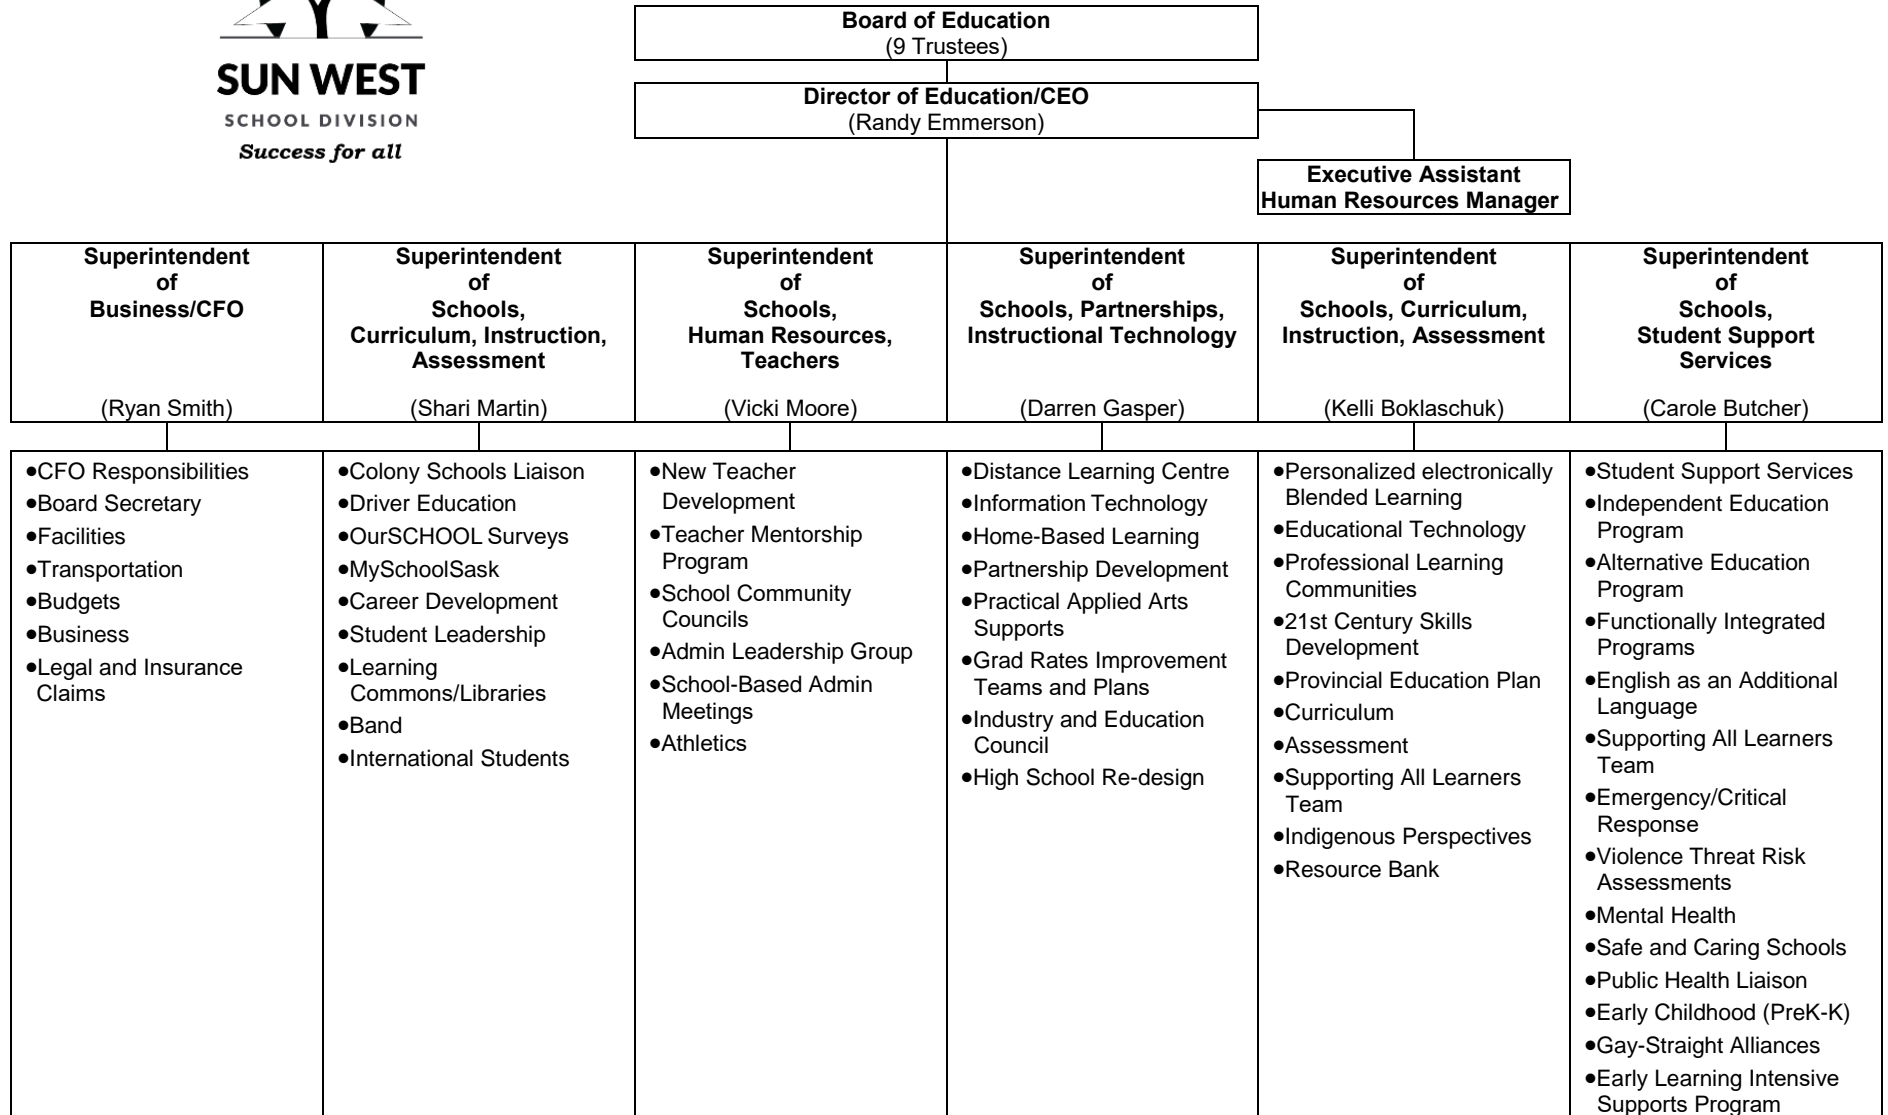 SUN WEST
SCHOOL DIVISION
Success for all
Board of Education
(9 Trustees)
Director of Education/CEO
(Randy Emmerson)
Executive Assistant
Human Resources Manager
Superintendent
of
Business/CFO
(Ryan Smith)
Superintendent
of
Schools,
Curriculum, Instruction,
Assessment
(Shari Martin)
Superintendent
of
Schools,
Human Resources,
Teachers
(Vicki Moore)
Superintendent
of
Schools, Partnerships,
Instructional Technology
(Darren Gasper)
Superintendent
of
Schools, Curriculum,
Instruction, Assessment
(Kelli Boklaschuk)
Superintendent
of
Schools,
Student Support
Services
(Carole Butcher)
•CFO Responsibilities
•Board Secretary
•Facilities
•Transportation
•Budgets
•Business
•Legal and Insurance
Claims
•Colony Schools Liaison
•Driver Education
•OurSCHOOL Surveys
•MySchoolSask
•Career Development
•Student Leadership
•Learning
Commons/Libraries
•Band
•International Students
•New Teacher
Development
•Teacher Mentorship
Program
•School Community
Councils
•Admin Leadership Group
•School-Based Admin
Meetings
•Athletics
•Distance Learning Centre
•Information Technology
•Home-Based Learning
•Partnership Development
•Practical Applied Arts
Supports
•Grad Rates Improvement
Teams and Plans
•Industry and Education
Council
•High School Re-design
•Personalized electronically
Blended Learning
•Educational Technology
•Professional Learning
Communities
•21st Century Skills
Development
•Provincial Education Plan
•Curriculum
•Assessment
•Supporting All Learners
Team
•Indigenous Perspectives
•Resource Bank
•Student Support Services
•Independent Education
Program
•Alternative Education
Program
•Functionally Integrated
Programs
•English as an Additional
Language
•Supporting All Learners
Team
•Emergency/Critical
Response
•Violence Threat Risk
Assessments
•Mental Health
•Safe and Caring Schools
•Public Health Liaison
•Early Childhood (PreK-K)
•Gay-Straight Alliances
•Early Learning Intensive
Supports Program